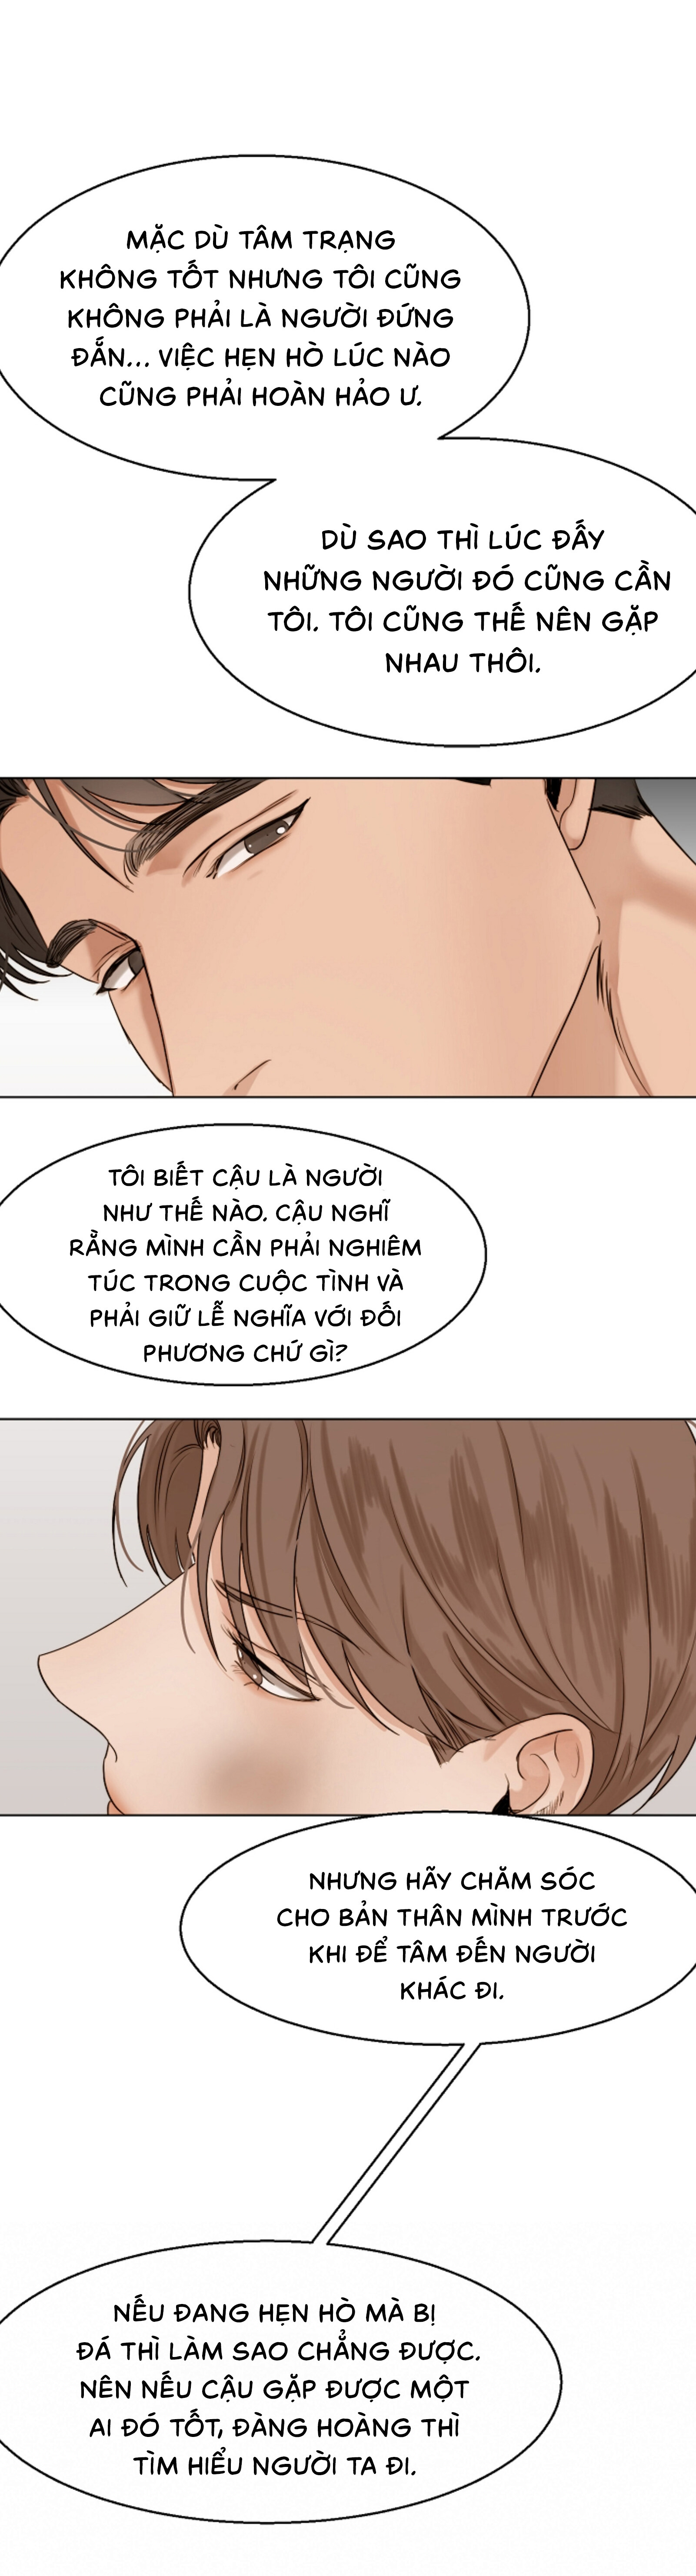 MẶC DÙ TÂM TRẠNG
KHÔNG TỐT NHƯNG TÔI CŨNG
KHÔNG PHẢI LÀ NGƯỜI ĐỨNG
ĐẮN... VIỆC HẸN HÒ LÚC NÀO
CŨNG PHẢI HOÀN HẢO Ư.
DÙ SAO THÌ LÚC ĐẤY
NHỮNG NGƯỜI ĐÓ CŨNG CẦN
TÔI. TÔI CŨNG THẾ NÊN GẶP
NHAU THÔI.
TÔI BIẾT CẬU LÀ NGƯỜI
NHƯ THẾ NÀO. CẬU NGHĨ
RẰNG MÌNH CẦN PHẢI NGHIÊM
TÚC TRONG CUỘC TÌNH VÀ
PHẢI GIỮ LỄ NGHĨA VỚI ĐỐI
PHƯƠNG CHỨ GÌ?
NHƯNG HÃY CHĂM SÓC
CHO BẢN THÂN MÌNH TRƯỚC
KHI ĐỂ TÂM ĐẾN NGƯỜI
KHÁC ĐI.
NẾU ĐANG HẸN HÒ MÀ BỊ
ĐÁ THÌ LÀM SAO CHẲNG ĐƯỢC.
NÊN NẾU CẬU GẶP ĐƯỢC MỘT
AI ĐÓ TỐT, ĐÀNG HOÀNG THÌ
TÌM HIỂU NGƯỜI TA ĐI.